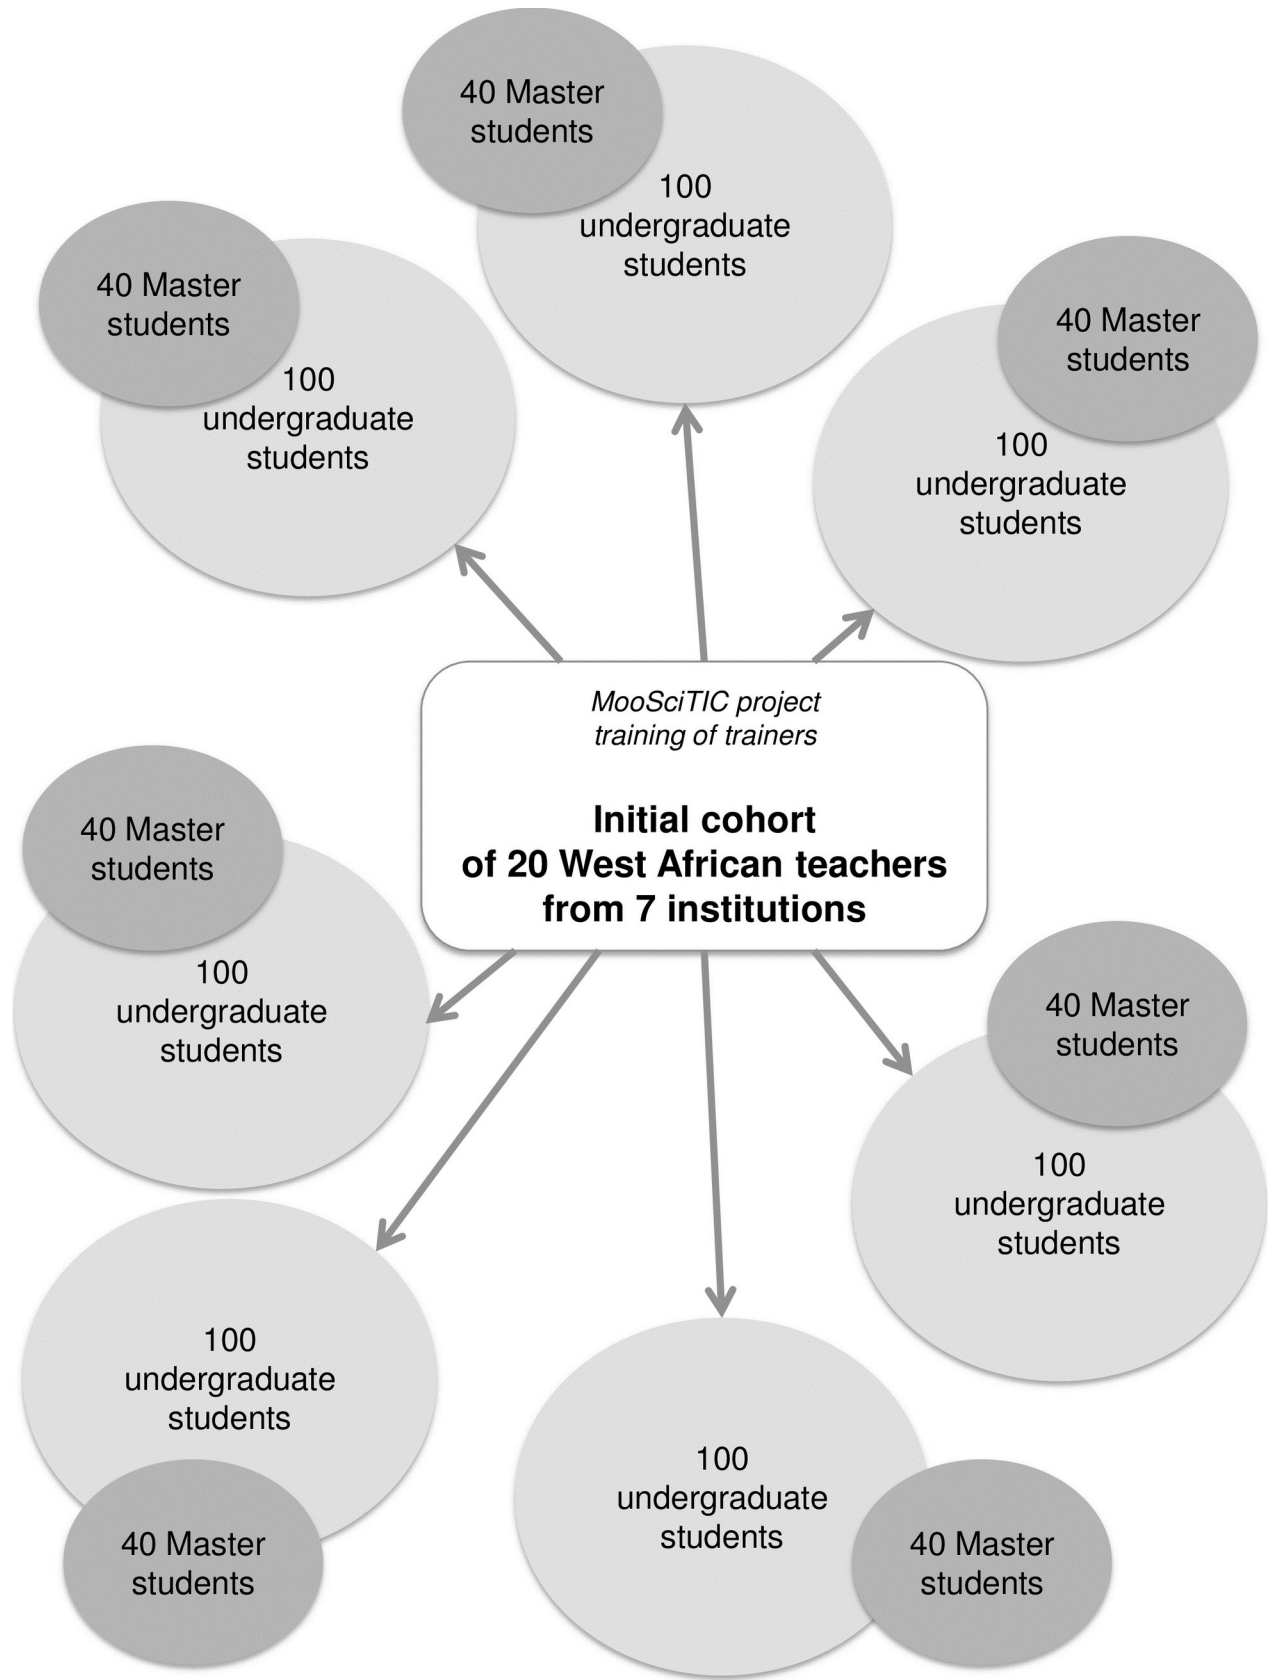 40 Master
students
100
undergraduate
students
40 Master
students
100
undergraduate
students
40 Master
students
100
undergraduate
students
MooSciTIC project
training of trainers
Initial cohort
of 20 West African teachers
from 7 institutions
40 Master
students
100
undergraduate
students
40 Master
students
100
undergraduate
students
100
undergraduate
students
40 Master
students
100
undergraduate
students
40 Master
students